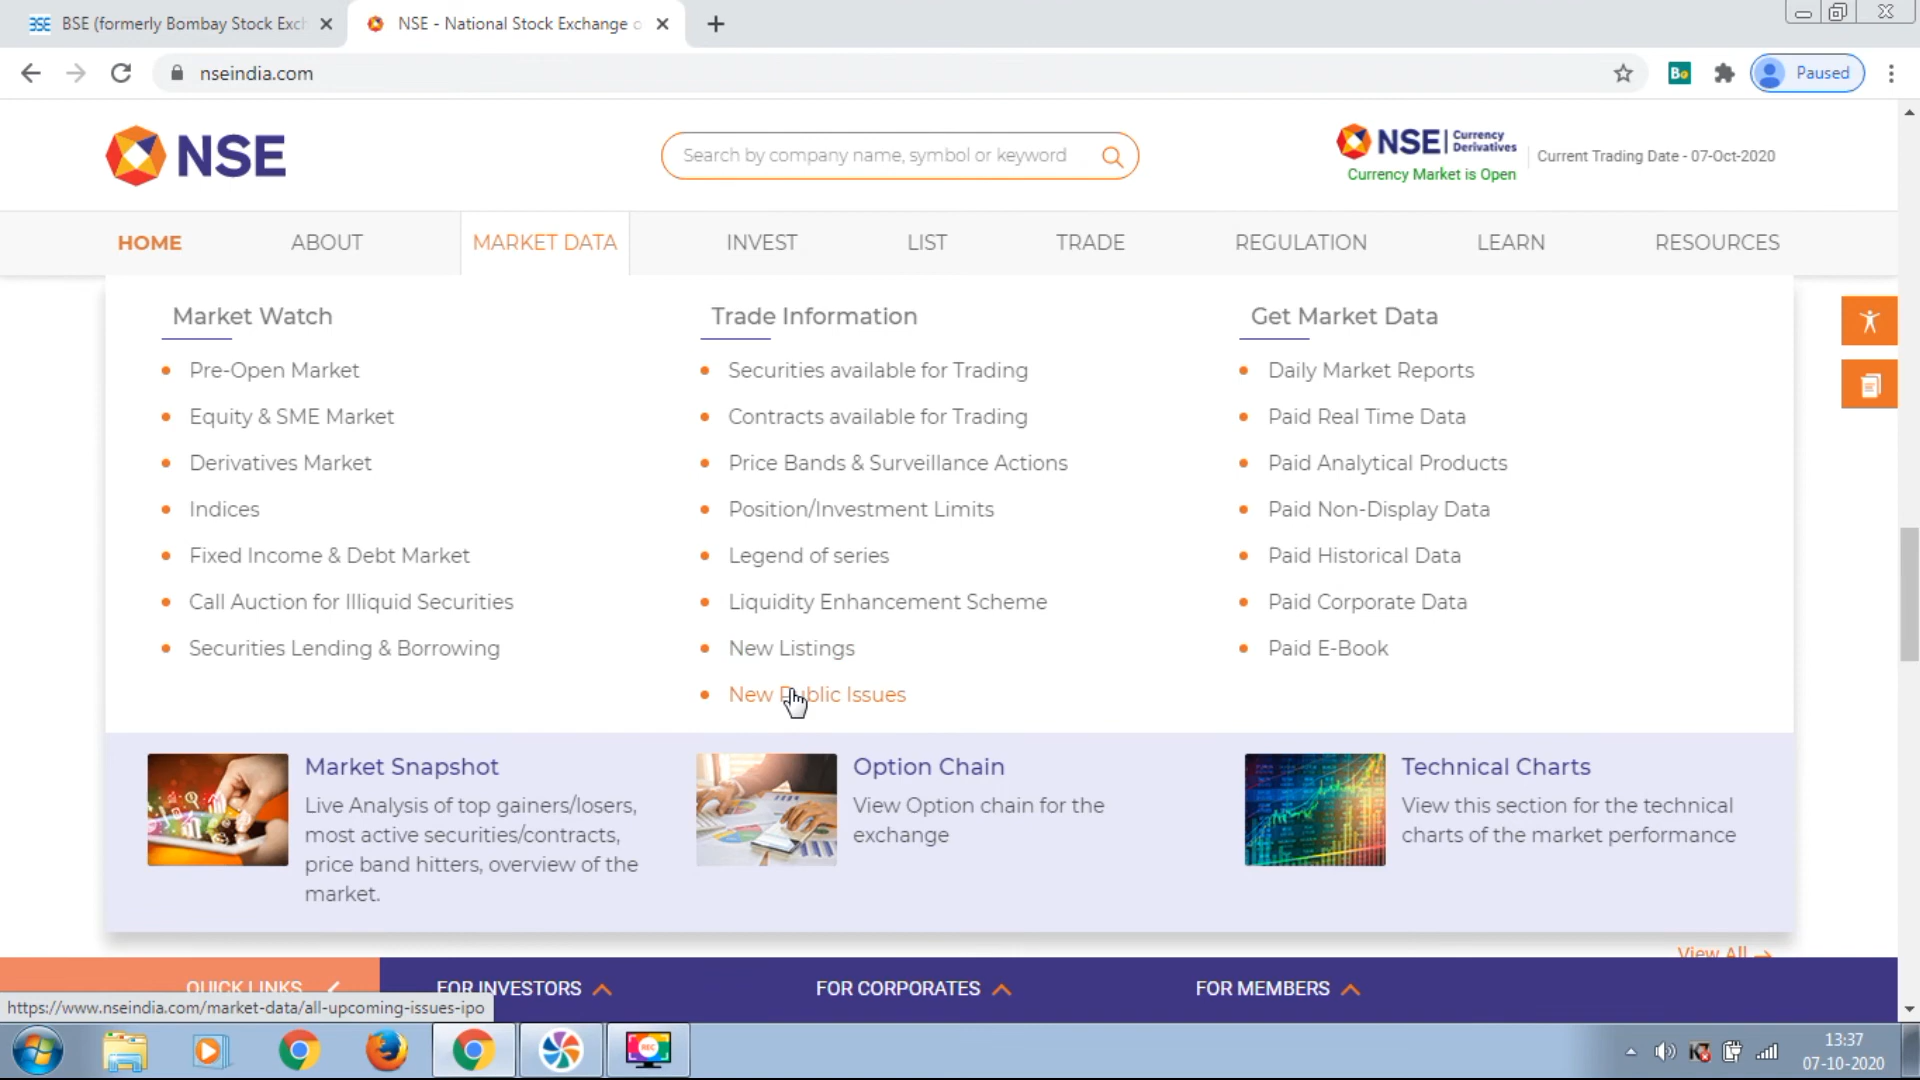 BSE (formerly Bombay Stock Exch
NSE - National Stock Exchange o
nseindia.com
Paused
NSE
Search by company name, symbol or keyword
NSE Currency Derivatives
Currency Market is Open
Current Trading Date - 07-Oct-2020
HOME
ABOUT
MARKET DATA
INVEST
LIST
TRADE
REGULATION
LEARN
RESOURCES
Market Watch
Pre-Open Market
Equity & SME Market
Derivatives Market
Indices
Fixed Income & Debt Market
Call Auction for Illiquid Securities
Securities Lending & Borrowing
Trade Information
Securities available for Trading
Contracts available for Trading
Price Bands & Surveillance Actions
Position/Investment Limits
Legend of series
Liquidity Enhancement Scheme
New Listings
New Public Issues
Get Market Data
Daily Market Reports
Paid Real Time Data
Paid Analytical Products
Paid Non-Display Data
Paid Historical Data
Paid Corporate Data
Paid E-Book
Market Snapshot
Live Analysis of top gainers/losers,
most active securities/contracts,
price band hitters, overview of the
market.
Option Chain
View Option chain for the
exchange
Technical Charts
View this section for the technical
charts of the market performance
View All
QUICK LINKS
FOR INVESTORS
FOR CORPORATES
FOR MEMBERS
https://www.nseindia.com/market-data/all-upcoming-issues-ipo
REC
13:37
07-10-2020